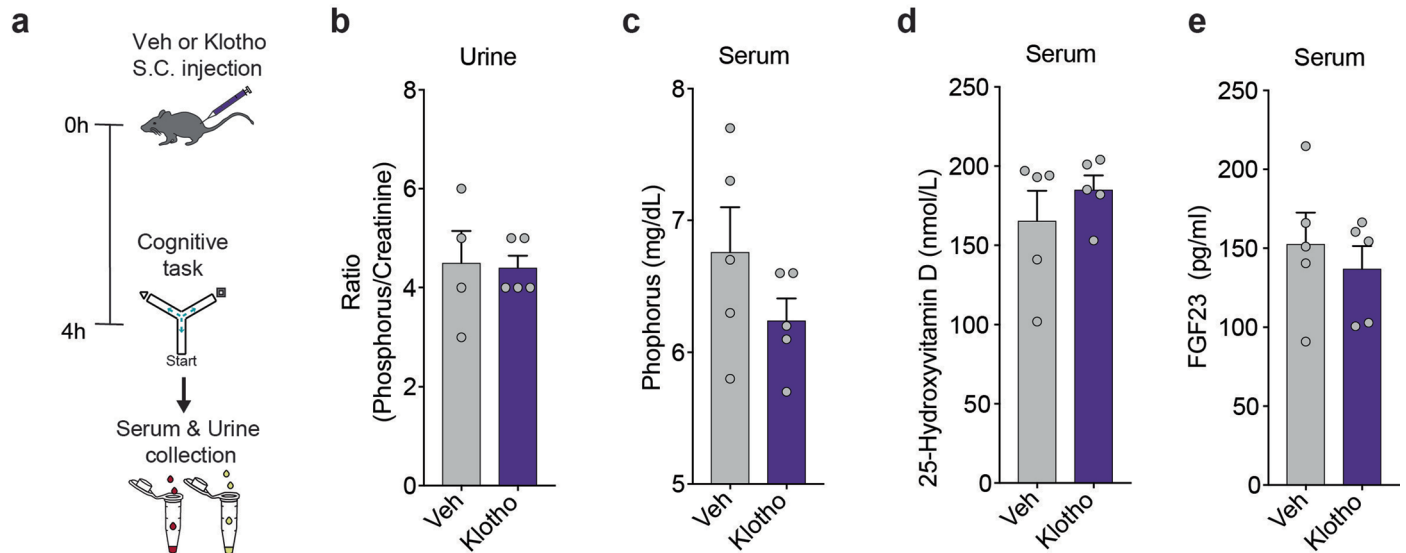 a
Veh or Klotho
S.C. injection
0h
Cognitive
task
4h
Start
Serum & Urine
collection
b
Urine
Ratio
(Phosphorus/Creatinine)
8
6
4
2
0
Veh
Klotho
c
Serum
Phophorus (mg/dL)
8
7
6
5
Veh
Klotho
d
Serum
25-Hydroxyvitamin D (nmol/L)
250
200
150
100
50
0
Veh
Klotho
e
Serum
FGF23 (pg/ml)
250
200
150
100
50
0
Veh
Klotho